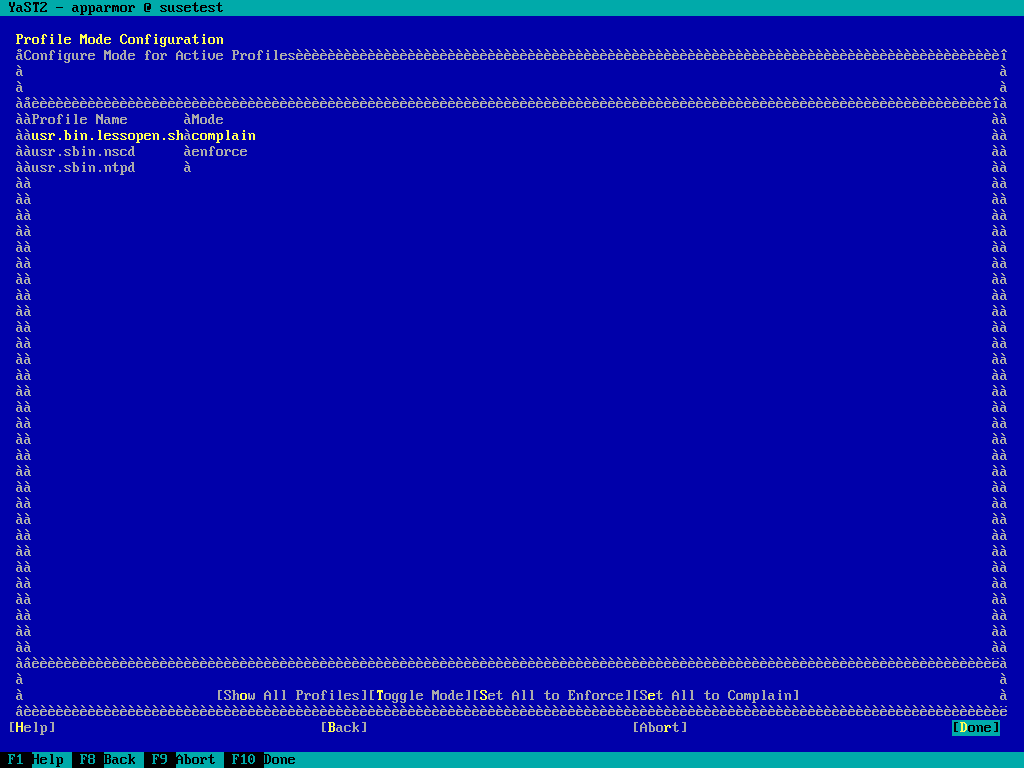 YaST2 - apparmor @ susetest
Profile Mode Configuration
Configure Mode for Active Profiles
Profile Name Mode
usr.bin.lessopen.sh complain
usr.sbin.nscd enforce
usr.sbin.ntpd
[Show All Profiles][Toggle Mode][Set All to Enforce][Set All to Complain]
[Help] [Back] [Abort] [Done]
F1 Help F8 Back F9 Abort F10 Done